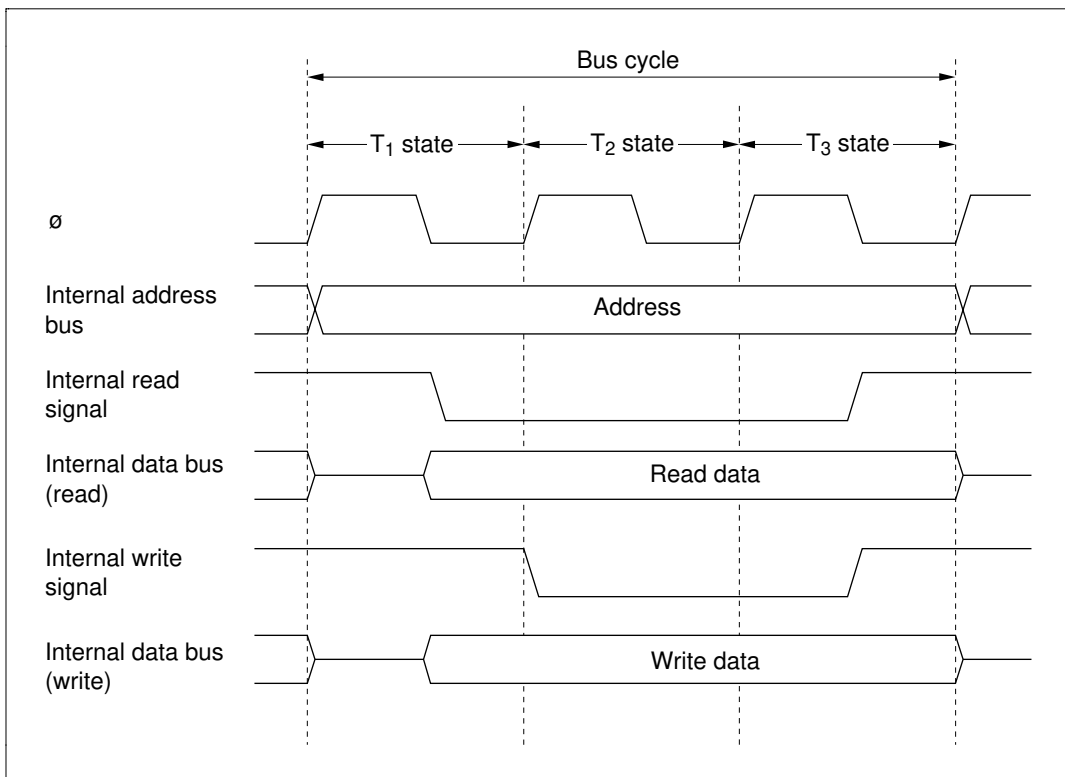 Bus cycle
T₁ state T₂ state T₃ state
ø
Internal address
bus
Address
Internal read
signal
Internal data bus
(read)
Read data
Internal write
signal
Internal data bus
(write)
Write data